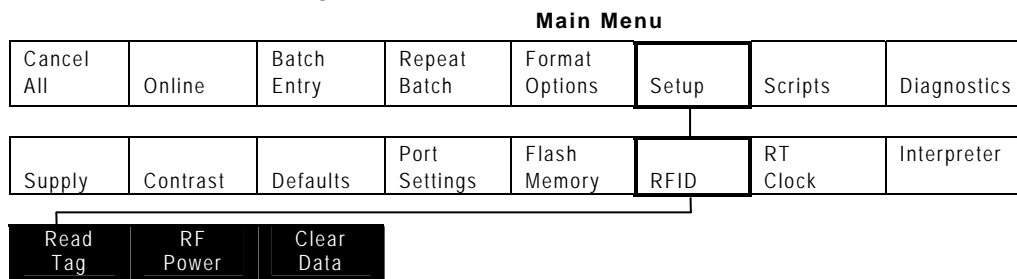 Main Menu
Cancel All
Online
Batch Entry
Repeat Batch
Format Options
Setup
Scripts
Diagnostics
Supply
Contrast
Defaults
Port Settings
Flash Memory
RFID
RT Clock
Interpreter
Read Tag
RF Power
Clear Data